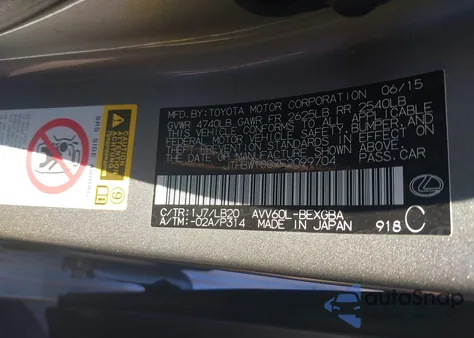 MFD.BY:TOYOTA MOTOR CORPORATION 06/15
GVWR 4740LB GAWR FR 2625LB RR 2540LB
THIS VEHICLE CONFORMS TO ALL APPLICABLE
FEDERAL MOTOR VEHICLE SAFETY, BUMPER, AND
THEFT PREVENTION STANDARDS IN EFFECT ON
THE DATE OF MANUFACTURE
PASS.CAR
C/TR:1J7/LB20 AVV60L-BEXGBA
A/TM:-02A/P314 MADE IN JAPAN 918 C
SRS SIDE
autoSnap